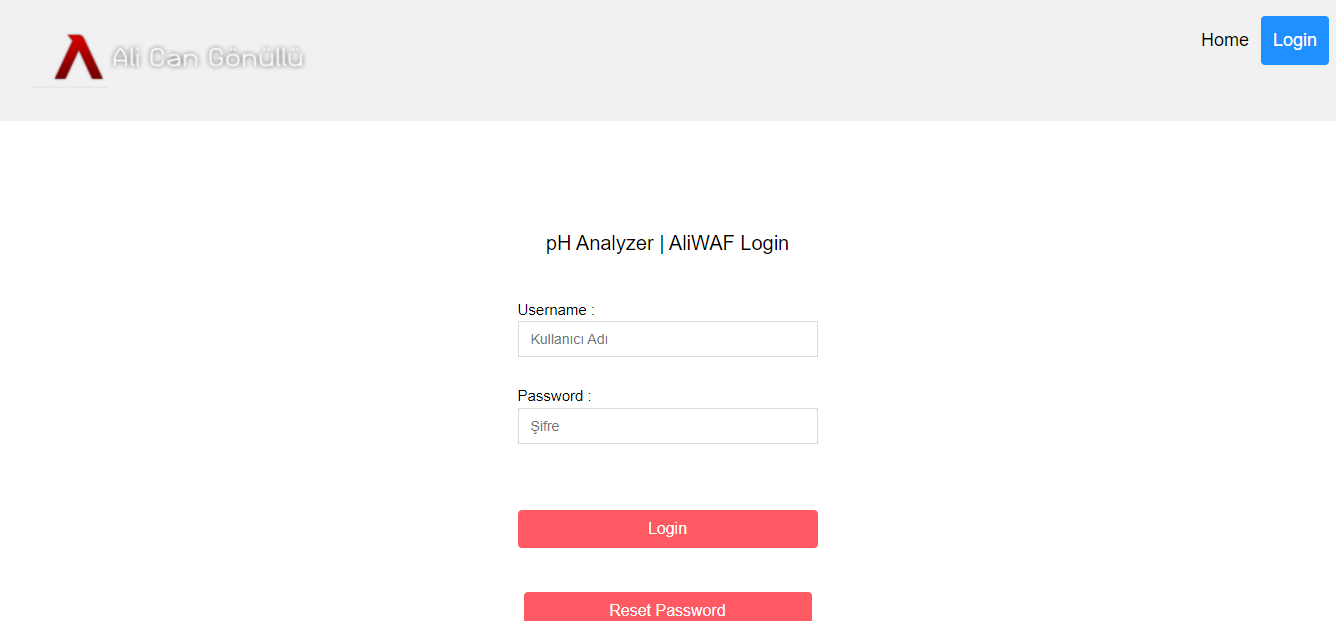 Ali Can Gönüllü
Home
Login
pH Analyzer | AliWAF Login
Username :
Kullanıcı Adı
Password :
Şifre
Login
Reset Password